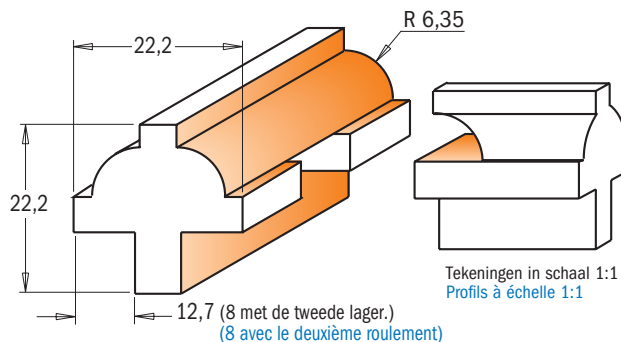 R 6,35
22,2
22,2
12,7 (8 met de tweede lager.)
(8 avec le deuxième roulement)
Tekeningen in schaal 1:1
Profils à échelle 1:1